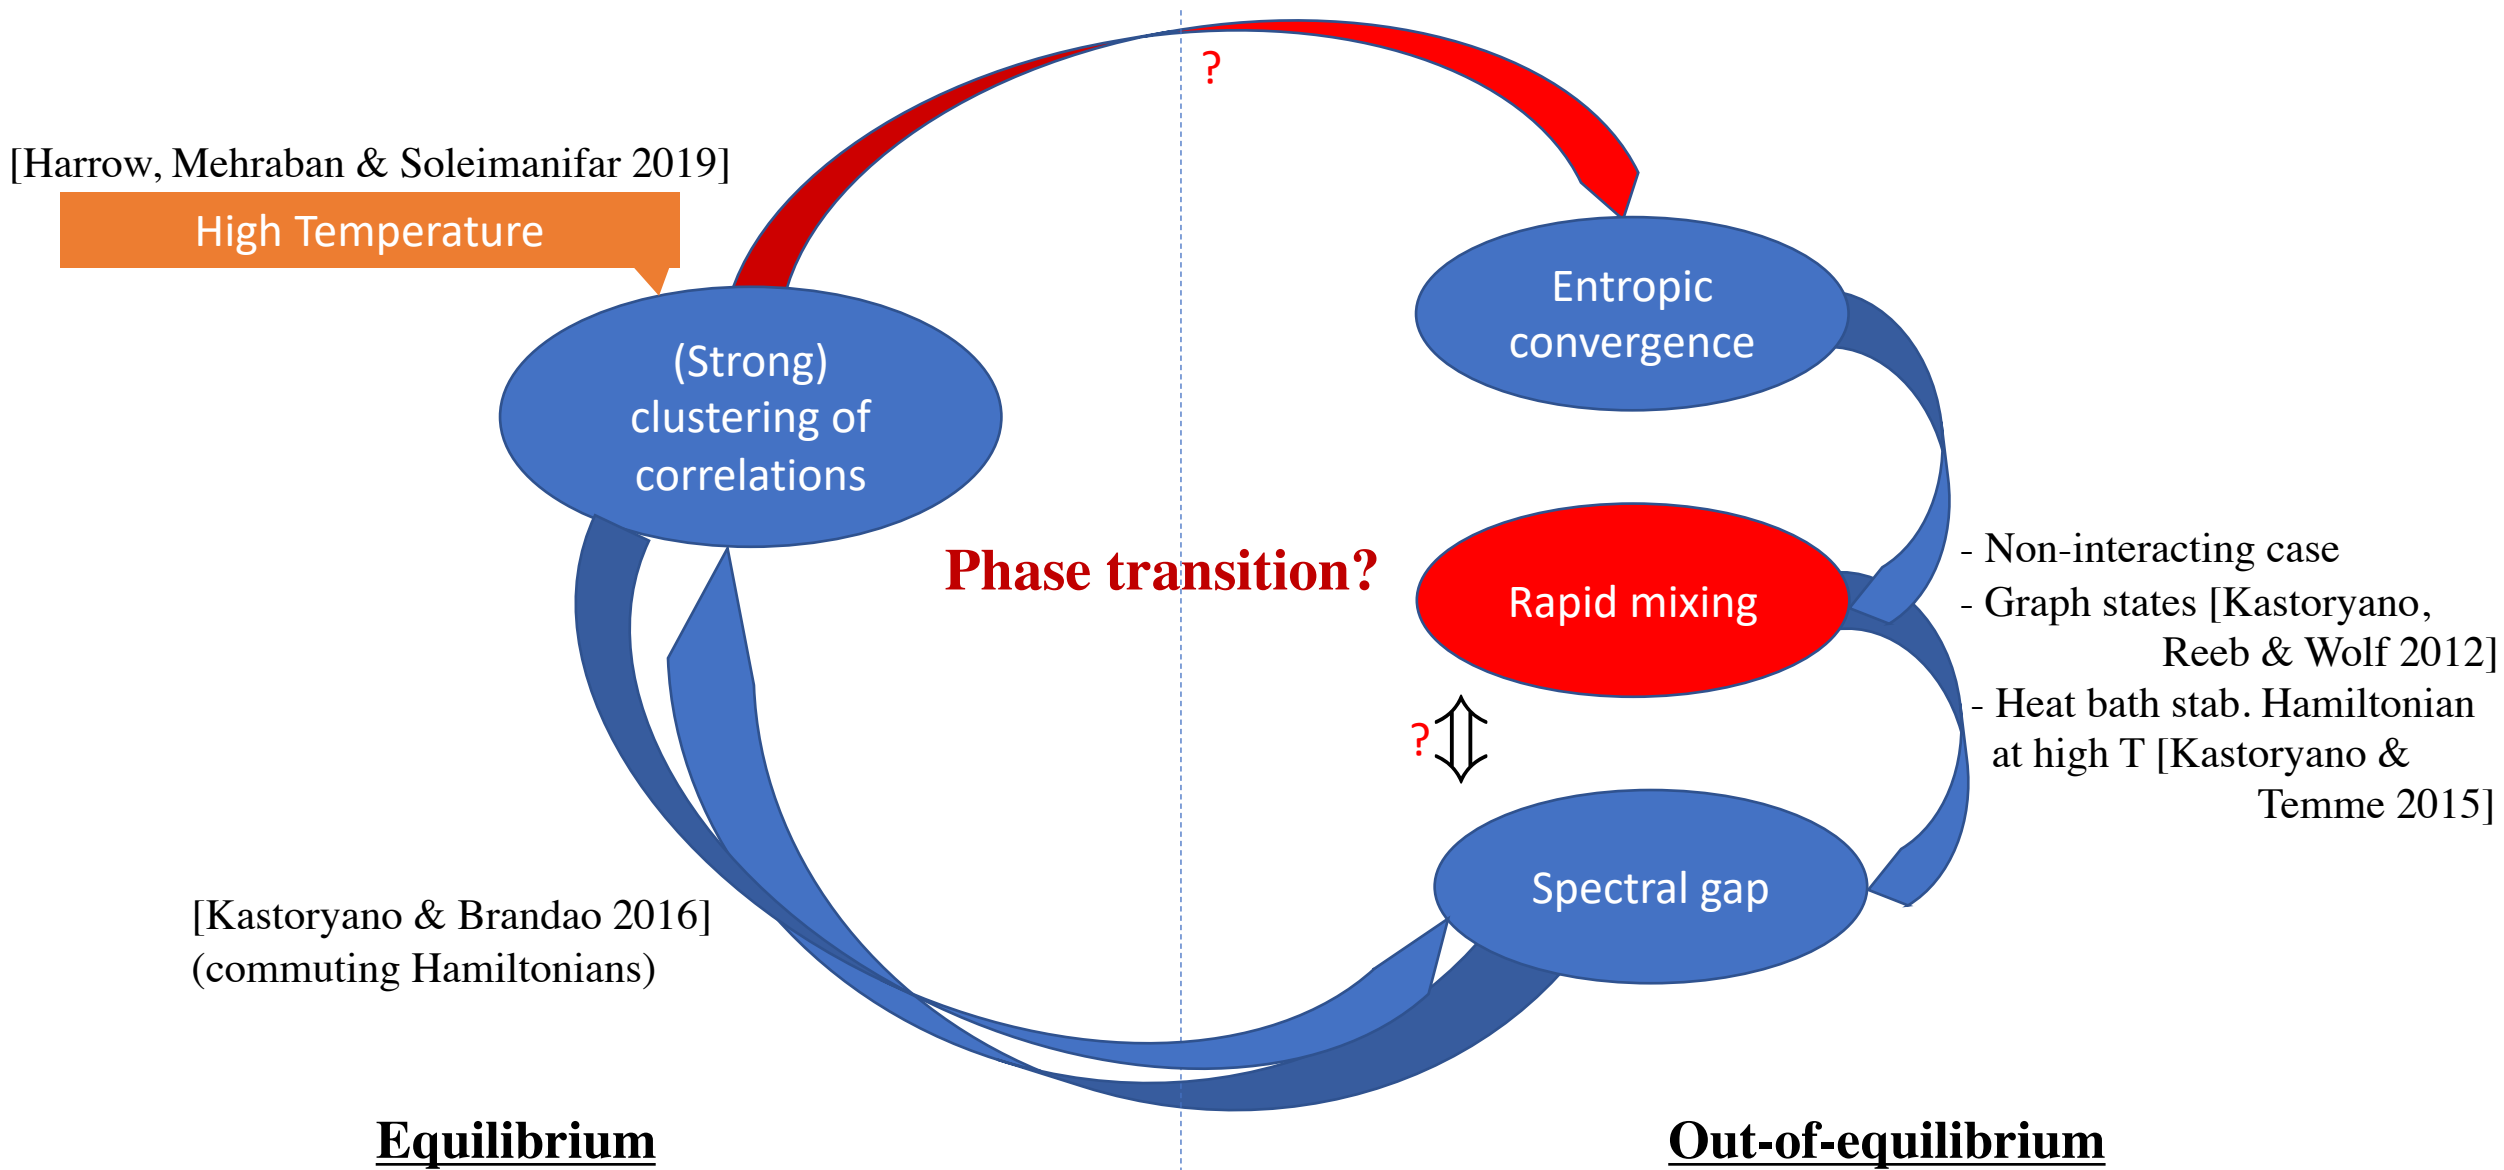 ?
[Harrow, Mehraban & Soleimanifar 2019]
High Temperature
(Strong)
clustering of
correlations
Entropic
convergence
Phase transition?
Rapid mixing
- Non-interacting case
- Graph states [Kastoryano,
Reeb & Wolf 2012]
- Heat bath stab. Hamiltonian
at high T [Kastoryano &
Temme 2015]
?
Spectral gap
[Kastoryano & Brandao 2016]
(commuting Hamiltonians)
Equilibrium
Out-of-equilibrium